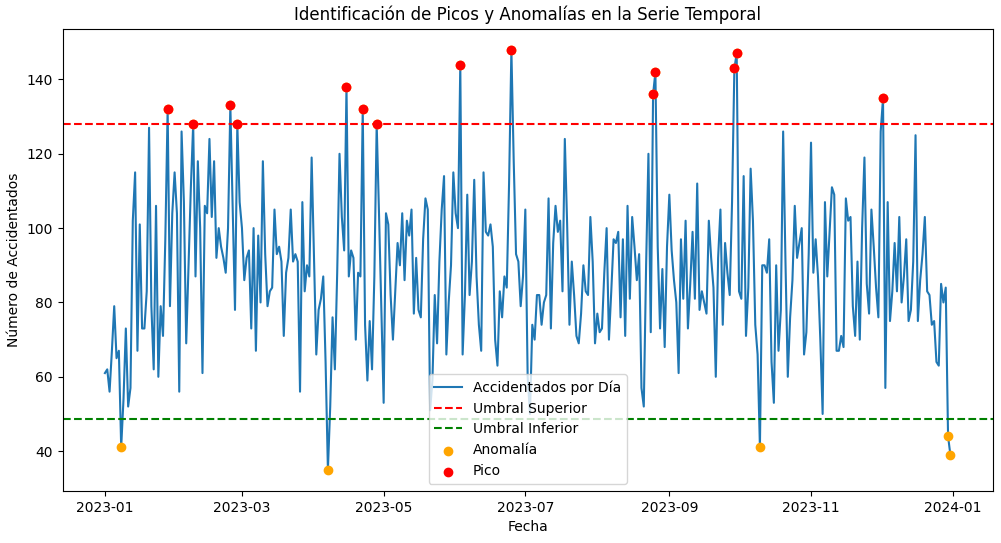 Identificación de Picos y Anomalías en la Serie Temporal
Número de Accidentados
140
120
100
80
60
40
Accidentados por Día
Umbral Superior
Umbral Inferior
Anomalía
Pico
2023-01
2023-03
2023-05
2023-07
2023-09
2023-11
2024-01
Fecha